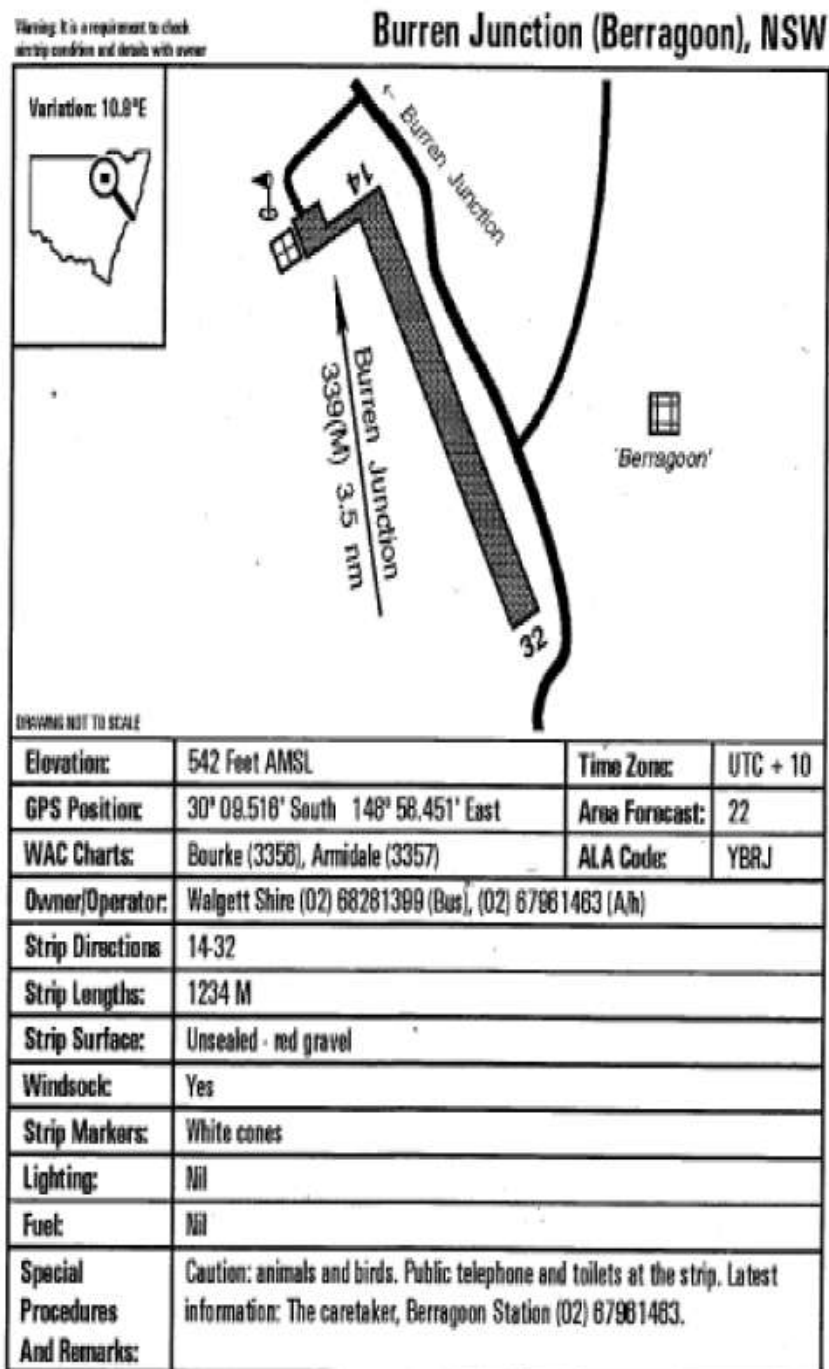 Warning: It is a requirement to check
airstrip condition and details with owner
Burren Junction (Berragoon), NSW
Variation: 10.8°E
← Burren Junction
14
Burren Junction
339(M) 3.5 nm
'Berragoon'
32
DRAWING NOT TO SCALE
Elevation: 542 Feet AMSL Time Zone: UTC + 10
GPS Position: 30° 09.516' South 148° 58.451' East Area Forecast: 22
WAC Charts: Bourke (3356), Armidale (3357) ALA Code: YBRJ
Owner/Operator: Walgett Shire (02) 68281399 (Bus), (02) 67961463 (A/h)
Strip Directions 14-32
Strip Lengths: 1234 M
Strip Surface: Unsealed - red gravel
Windsock: Yes
Strip Markers: White cones
Lighting: Nil
Fuel: Nil
Special Procedures And Remarks: Caution: animals and birds. Public telephone and toilets at the strip. Latest
information: The caretaker, Berragoon Station (02) 67961463.